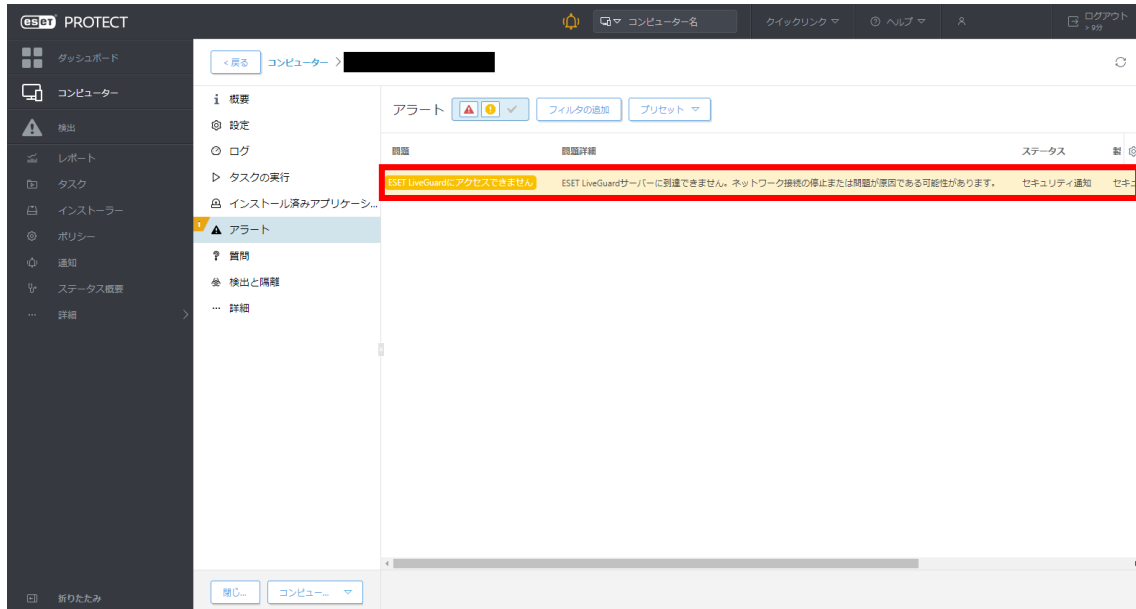 eset PROTECT
コンピューター名
クイックリンク
ヘルプ
ログアウト
> 9分
ダッシュボード
コンピューター
検出
レポート
タスク
インストーラー
ポリシー
通知
ステータス概要
… 詳細
折りたたみ
<戻る コンピューター >
概要
設定
ログ
タスクの実行
インストール済みアプリケーシ...
1 アラート
質問
検出と隔離
… 詳細
アラート フィルタの追加 プリセット
問題 問題詳細 ステータス 製
ESET LiveGuardにアクセスできません ESET LiveGuardサーバーに到達できません。ネットワーク接続の停止または問題が原因である可能性があります。 セキュリティ通知 セキュ
閉じ... コンピュー...